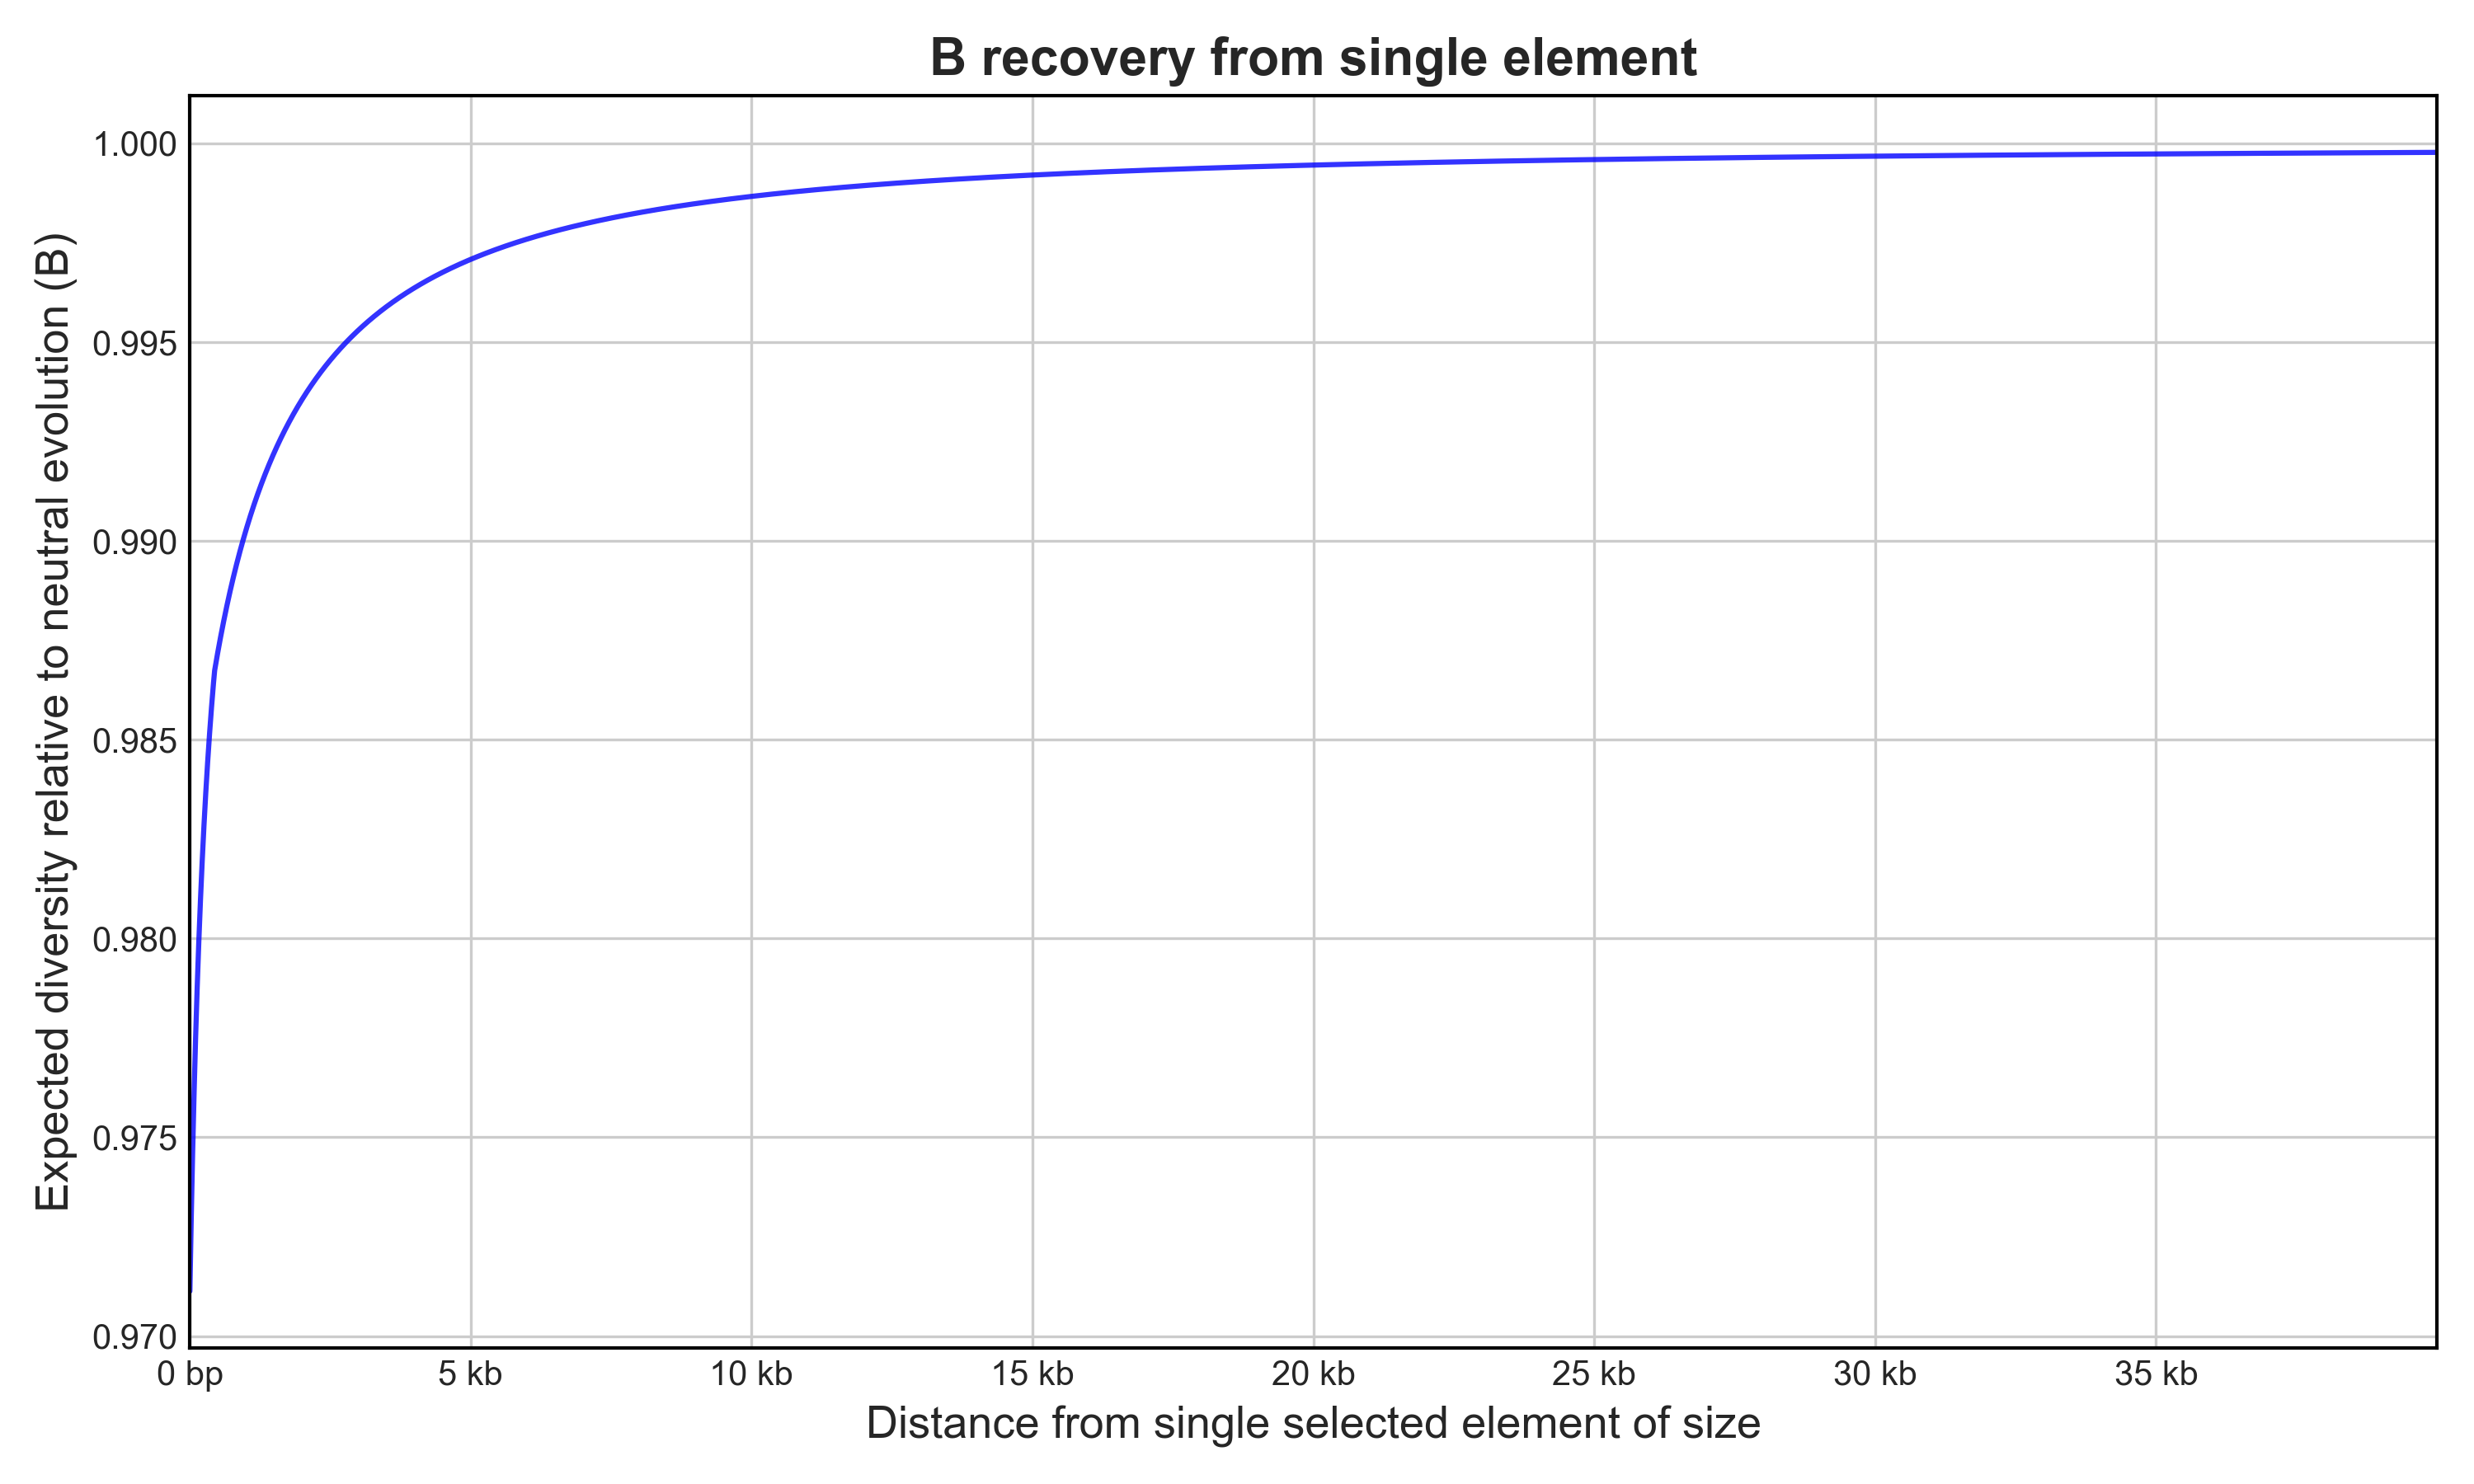 B recovery from single element
Expected diversity relative to neutral evolution (B)
1.000
0.995
0.990
0.985
0.980
0.975
0.970
0 bp
5 kb
10 kb
15 kb
20 kb
25 kb
30 kb
35 kb
Distance from single selected element of size